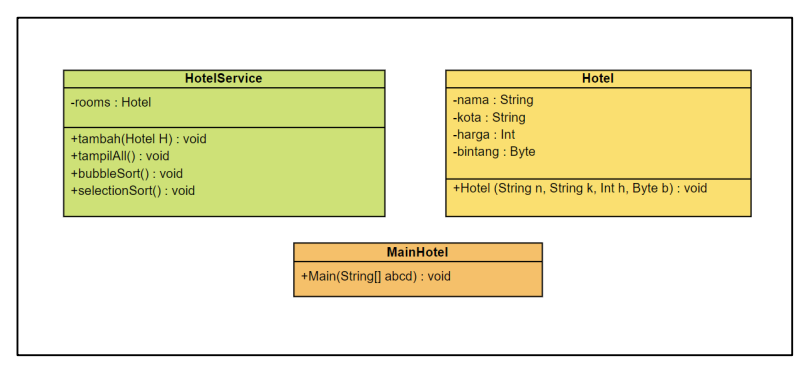 HotelService
-rooms : Hotel
+tambah(Hotel H) : void
+tampilAll() : void
+bubbleSort() : void
+selectionSort() : void
Hotel
-nama : String
-kota : String
-harga : Int
-bintang : Byte
+Hotel (String n, String k, Int h, Byte b) : void
MainHotel
+Main(String[] abcd) : void